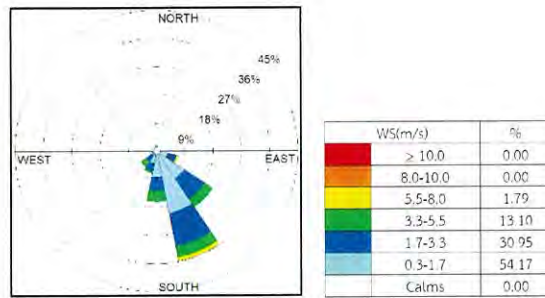 NORTH
45%
36%
27%
18%
9%
WEST
EAST
SOUTH
WS(m/s) %
≥ 10.0 0.00
8.0-10.0 0.00
5.5-8.0 1.79
3.3-5.5 13.10
1.7-3.3 30.95
0.3-1.7 54.17
Calms 0.00